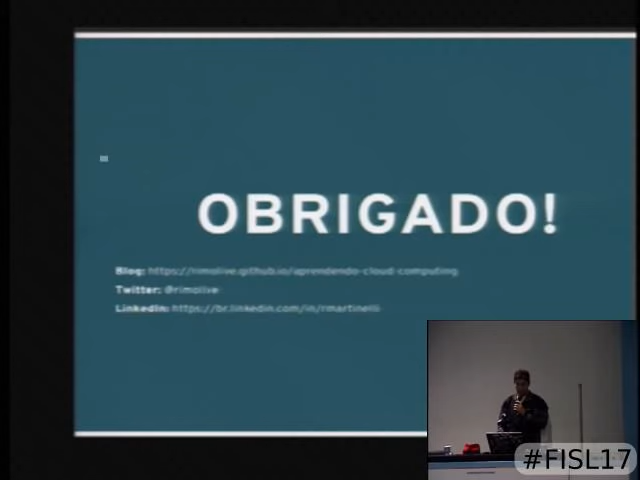 OBRIGADO!
Blog: https://rimolive.github.io/aprendendo-cloud-computing
Twitter: @rimolive
LinkedIn: https://br.linkedin.com/in/rmartinelli
#FISL17